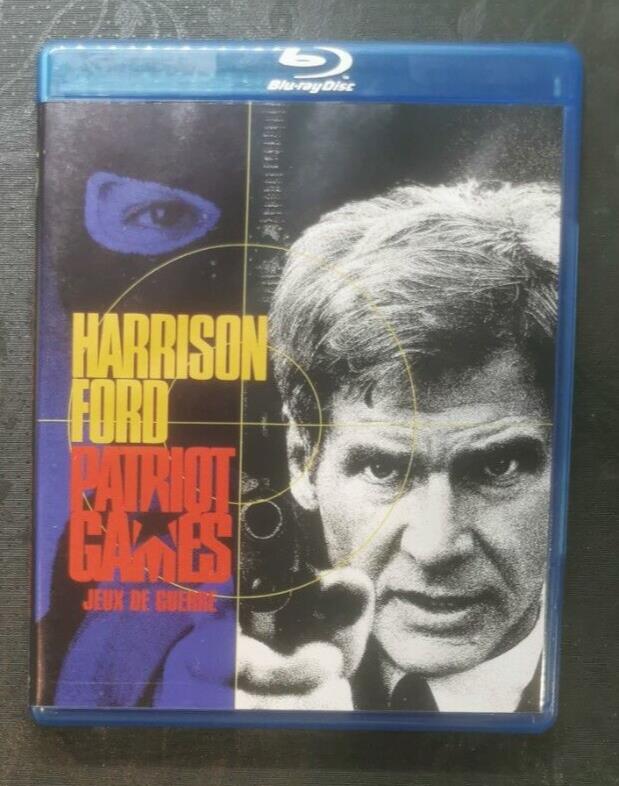 Blu-ray Disc
HARRISON
FORD
PATRIOT
GAMES
JEUX DE GUERRE